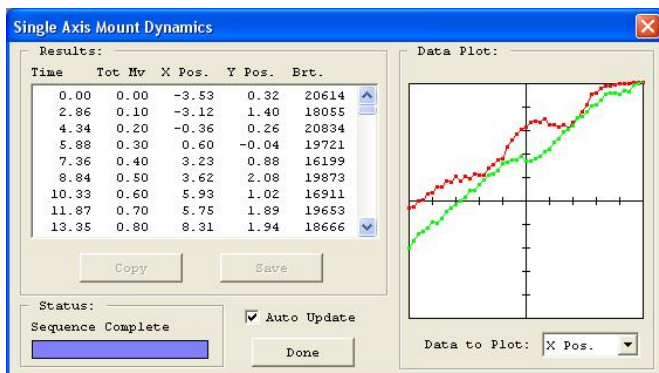 Single Axis Mount Dynamics
Results:
Time Tot Mv X Pos. Y Pos. Brt.
0.00 0.00 -3.53 0.32 20614
2.86 0.10 -3.12 1.40 18055
4.34 0.20 -0.36 0.26 20834
5.88 0.30 0.60 -0.04 19721
7.36 0.40 3.23 0.88 16199
8.84 0.50 3.62 2.08 19873
10.33 0.60 5.93 1.02 16911
11.87 0.70 5.75 1.89 19653
13.35 0.80 8.31 1.94 18666
Copy Save
Status:
Sequence Complete
Auto Update
Done
Data Plot:
Data to Plot: X Pos.